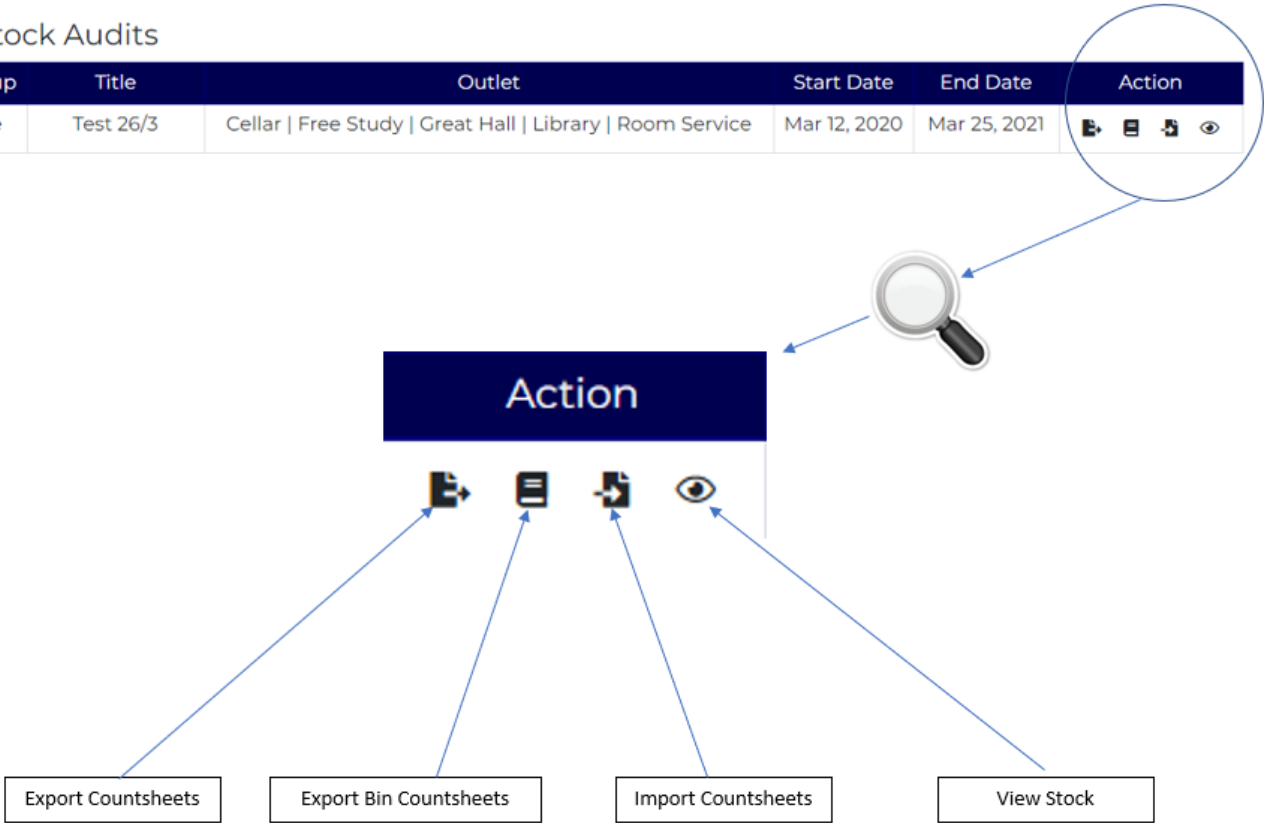 tock Audits
up Title Outlet Start Date End Date Action
e Test 26/3 Cellar | Free Study | Great Hall | Library | Room Service Mar 12, 2020 Mar 25, 2021
Action
Export Countsheets Export Bin Countsheets Import Countsheets View Stock